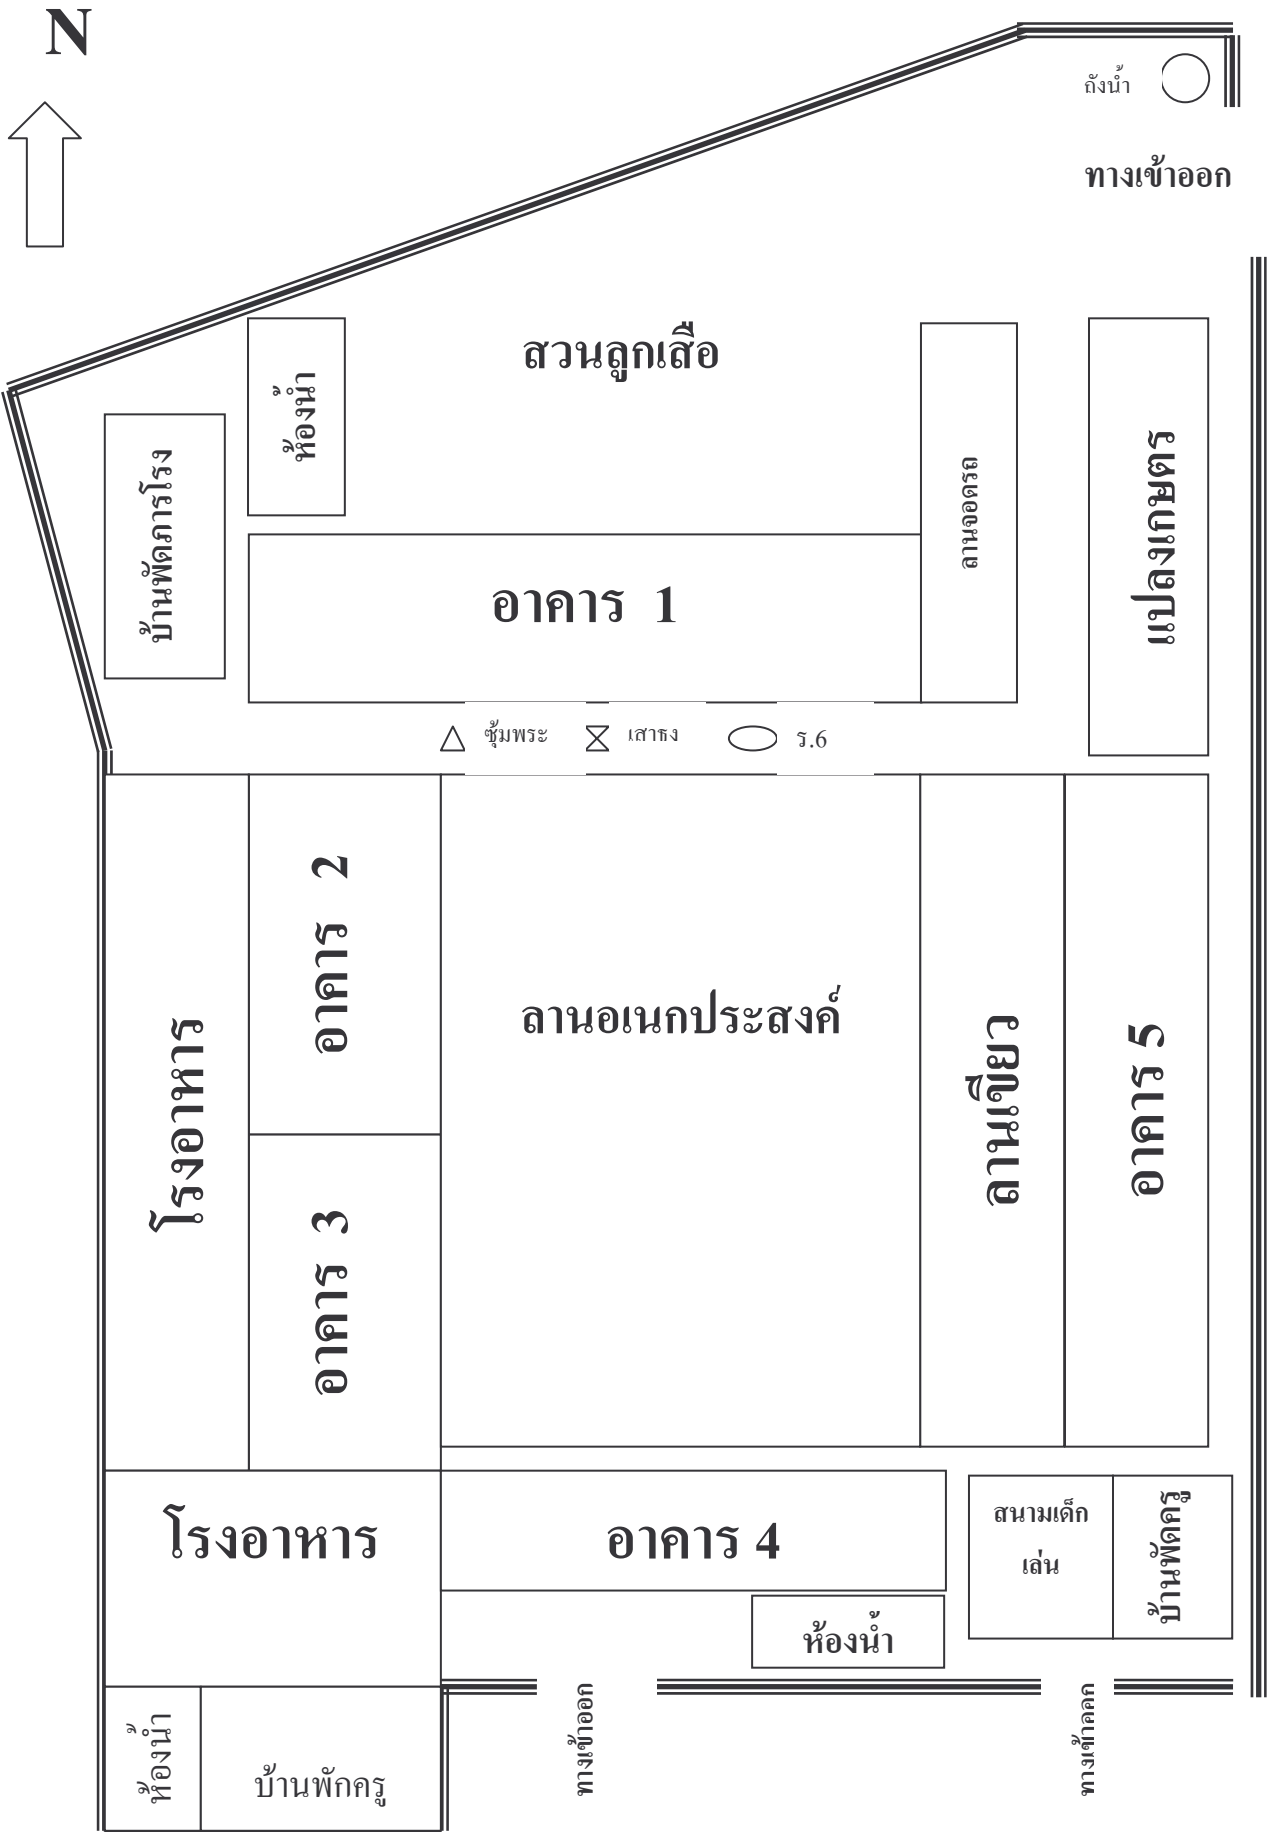 N
ถังน้ำ
ทางเข้าออก
สวนลูกเสือ
ห้องน้ำ
บ้านพัดภารโรง
ลานจอดรถ
แปลงเกษตร
อาคาร 1
ซุ้มพระ
เสาธง
ร.6
โรงอาหาร
อาคาร 2
อาคาร 3
ลานอเนกประสงค์
ลานเขียว
อาคาร 5
โรงอาหาร
อาคาร 4
สนามเด็ก
เล่น
บ้านพัดครู
ห้องน้ำ
ห้องน้ำ
บ้านพักครู
ทางเข้าออก
ทางเข้าคคก